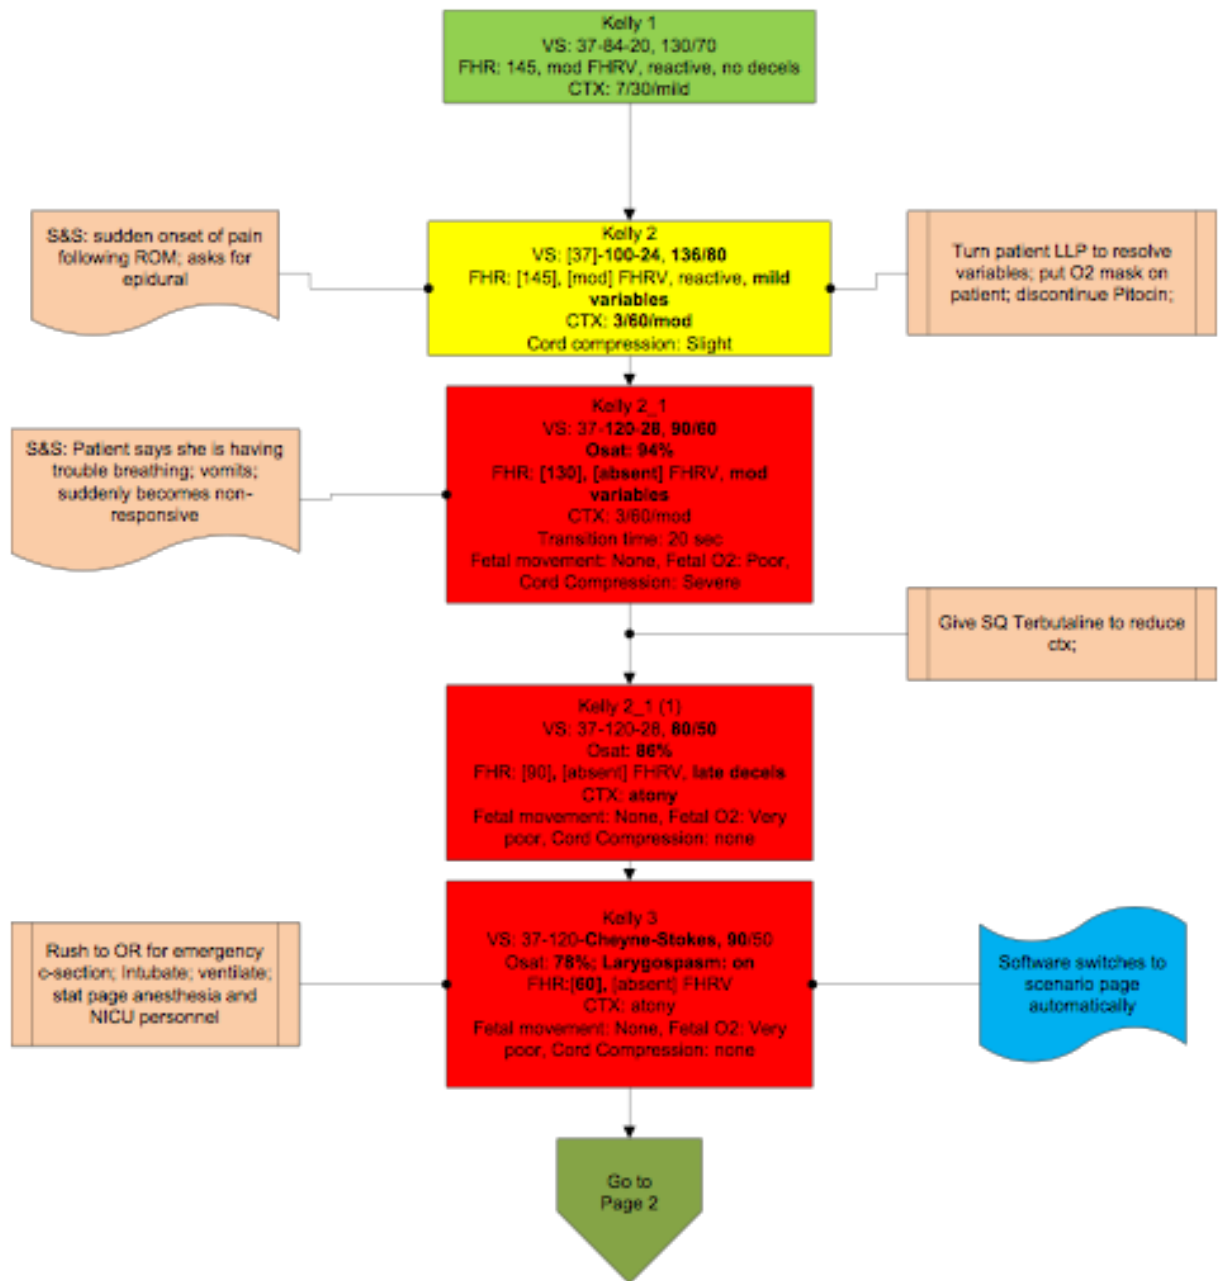 Kelly 1
VS: 37-84-20, 130/70
FHR: 145, mod FHRV, reactive, no decels
CTX: 7/30/mild
S&S: sudden onset of pain
following ROM; asks for
epidural
Kelly 2
VS: [37]-100-24, 136/80
FHR: [145], [mod] FHRV, reactive, mild
variables
CTX: 3/60/mod
Cord compression: Slight
Turn patient LLP to resolve
variables; put O2 mask on
patient; discontinue Pitocin;
S&S: Patient says she is having
trouble breathing; vomits;
suddenly becomes non-
responsive
Kelly 2_1
VS: 37-120-28, 90/60
Osat: 94%
FHR: [130], [absent] FHRV, mod
variables
CTX: 3/60/mod
Transition time: 20 sec
Fetal movement: None, Fetal O2: Poor,
Cord Compression: Severe
Give SQ Terbutaline to reduce
ctx;
Kelly 2_1 (1)
VS: 37-120-28, 80/50
Osat: 86%
FHR: [90], [absent] FHRV, late decels
CTX: atony
Fetal movement: None, Fetal O2: Very
poor, Cord Compression: none
Rush to OR for emergency
c-section; Intubate; ventilate;
stat page anesthesia and
NICU personnel
Kelly 3
VS: 37-120-Cheyne-Stokes, 90/50
Osat: 78%; Larygospasm: on
FHR:[60], [absent] FHRV
CTX: atony
Fetal movement: None, Fetal O2: Very
poor, Cord Compression: none
Software switches to
scenario page
automatically
Go to
Page 2